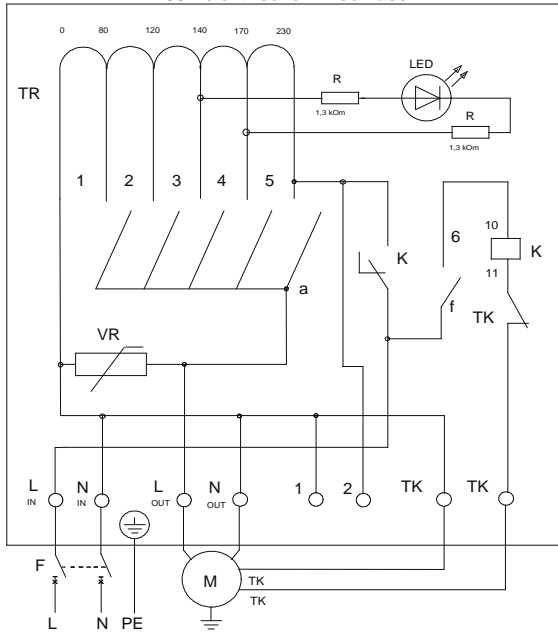 0 80 120 140 170 230
LED
TR
R
1,3 kOm
R
1,3 kOm
1 2 3 4 5
6 10 K
K
11
a f TK
VR
L N L N 1 2 TK TK
IN IN OUT OUT
F
M TK
TK
L N PE